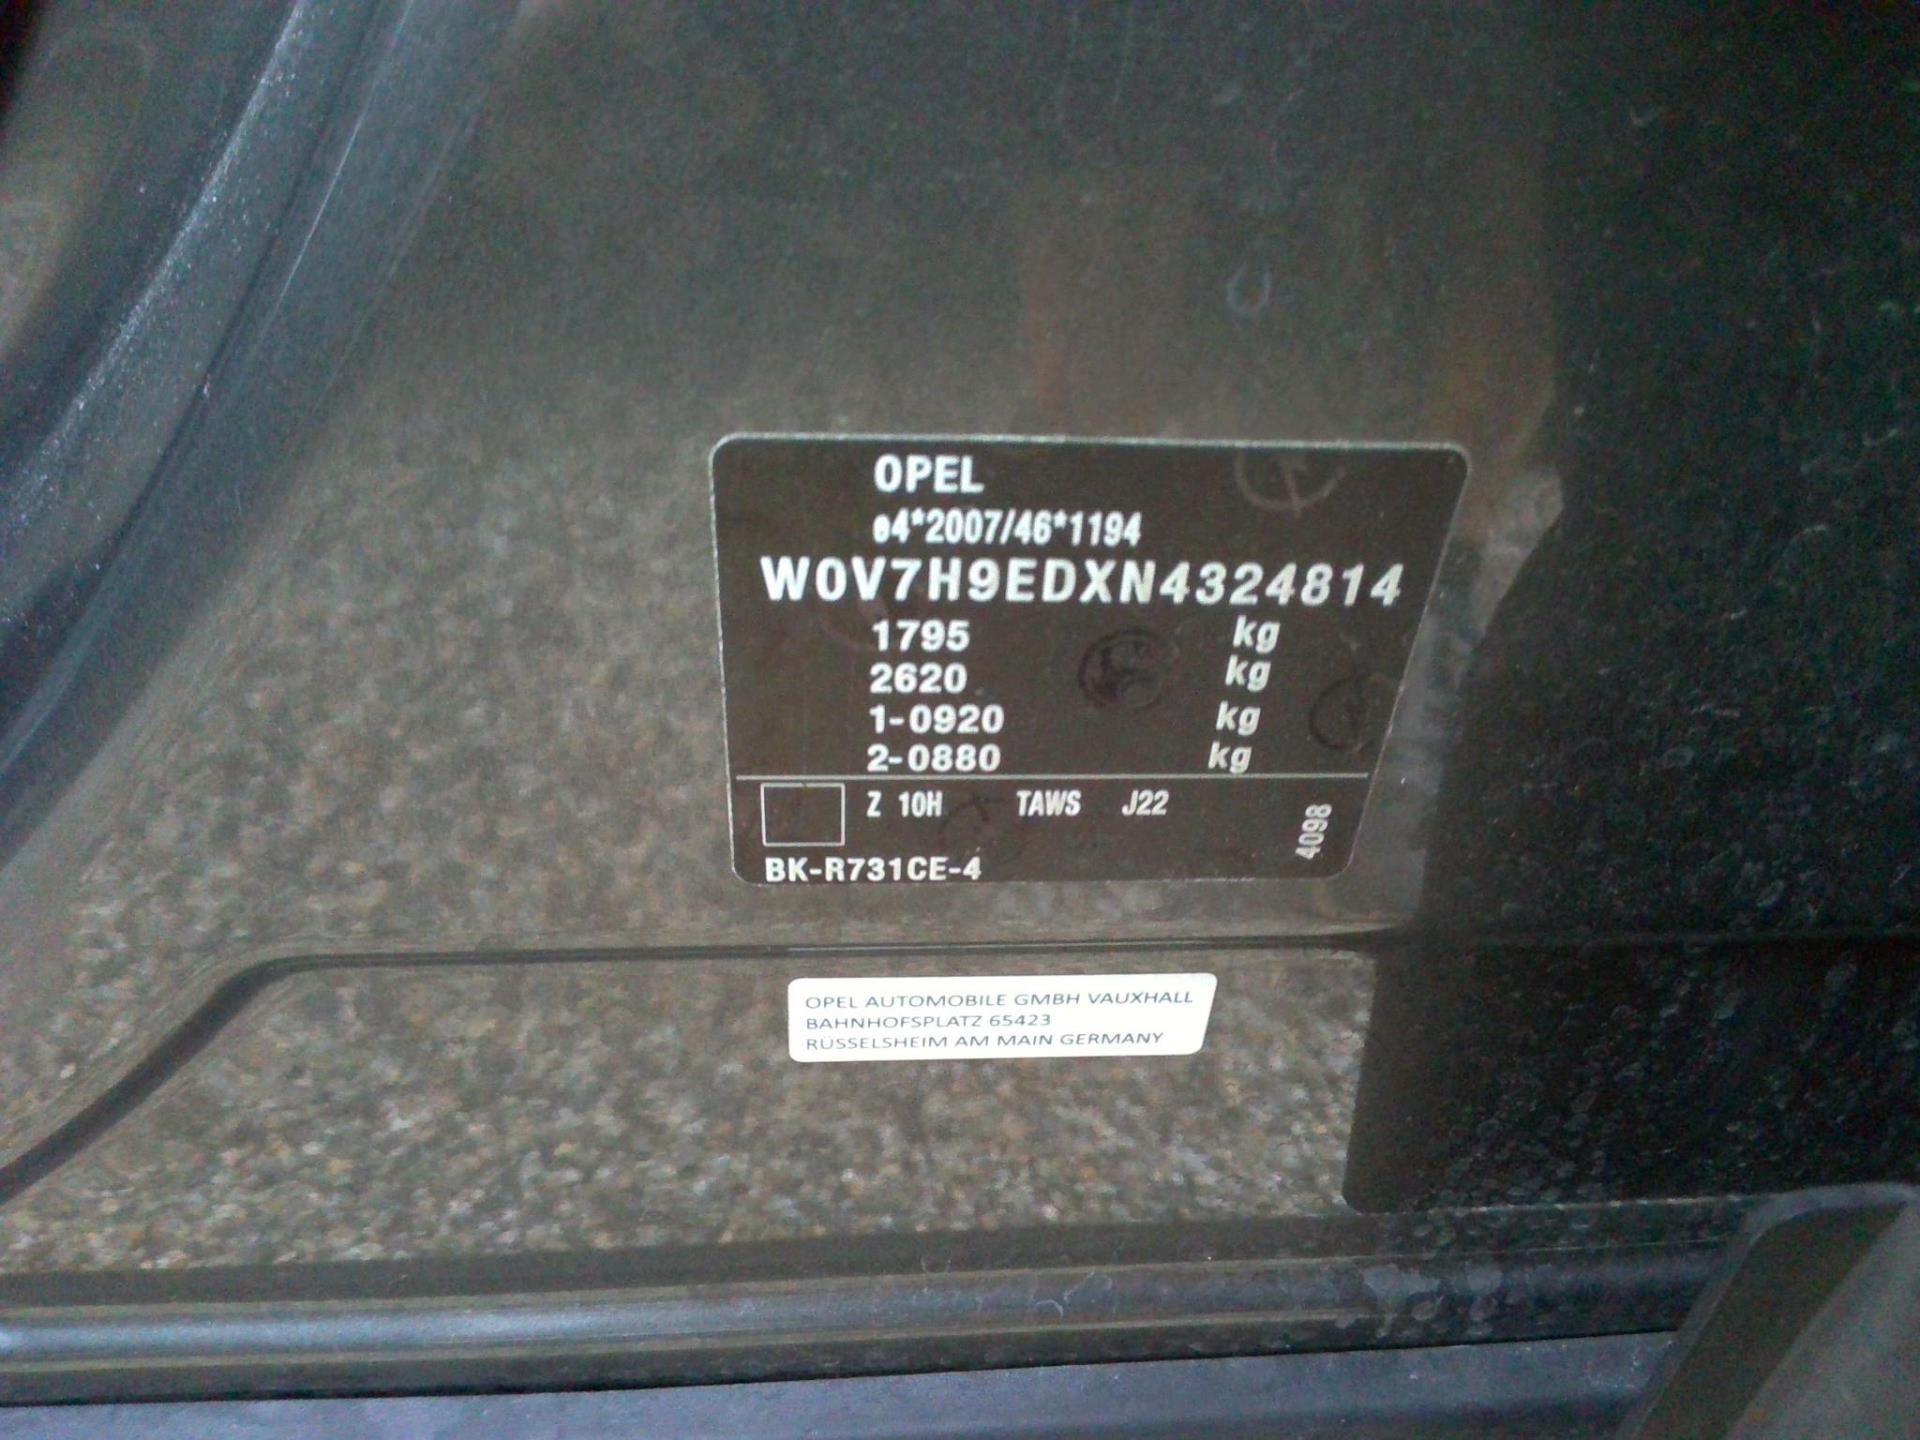 OPEL
e4*2007/46*1194
W0V7H9EDXN4324814
1795 kg
2620 kg
1-0920 kg
2-0880 kg
Z 10H TAWS J22
4098
BK-R731CE-4
OPEL AUTOMOBILE GMBH VAUXHALL
BAHNHOFSPLATZ 65423
RÜSSELSHEIM AM MAIN GERMANY